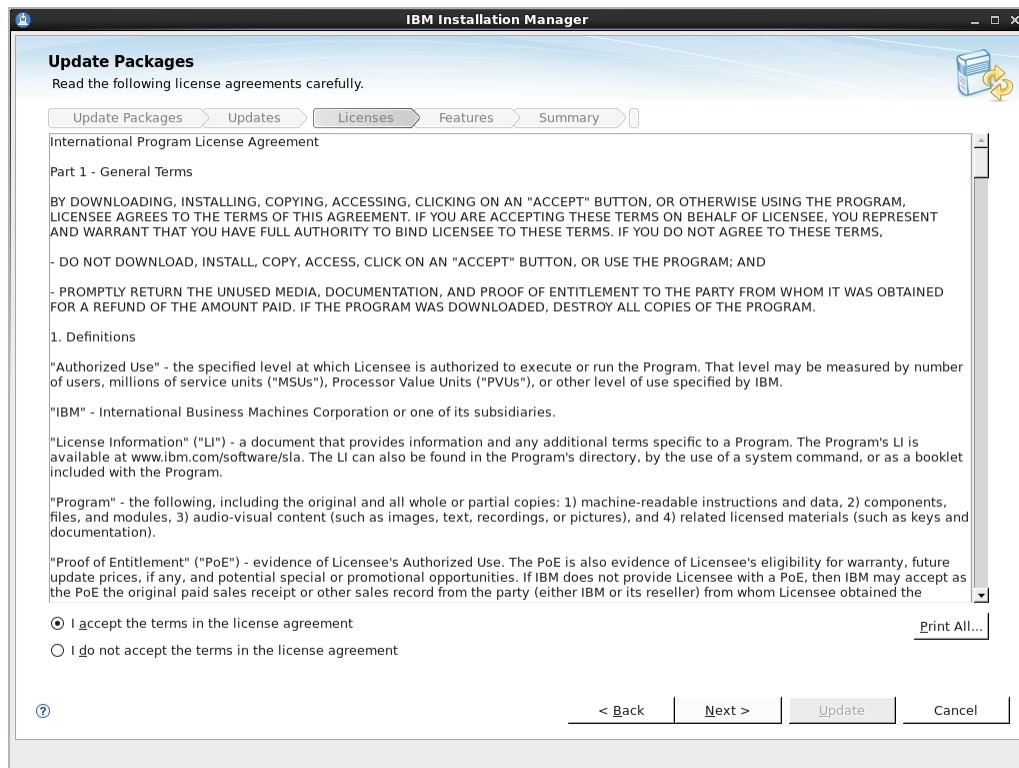 IBM Installation Manager
Update Packages
Read the following license agreements carefully.
Update Packages
Updates
Licenses
Features
Summary
International Program License Agreement
Part 1 - General Terms
BY DOWNLOADING, INSTALLING, COPYING, ACCESSING, CLICKING ON AN "ACCEPT" BUTTON, OR OTHERWISE USING THE PROGRAM,
LICENSEE AGREES TO THE TERMS OF THIS AGREEMENT. IF YOU ARE ACCEPTING THESE TERMS ON BEHALF OF LICENSEE, YOU REPRESENT
AND WARRANT THAT YOU HAVE FULL AUTHORITY TO BIND LICENSEE TO THESE TERMS. IF YOU DO NOT AGREE TO THESE TERMS,
- DO NOT DOWNLOAD, INSTALL, COPY, ACCESS, CLICK ON AN "ACCEPT" BUTTON, OR USE THE PROGRAM; AND
- PROMPTLY RETURN THE UNUSED MEDIA, DOCUMENTATION, AND PROOF OF ENTITLEMENT TO THE PARTY FROM WHOM IT WAS OBTAINED
FOR A REFUND OF THE AMOUNT PAID. IF THE PROGRAM WAS DOWNLOADED, DESTROY ALL COPIES OF THE PROGRAM.
1. Definitions
"Authorized Use" - the specified level at which Licensee is authorized to execute or run the Program. That level may be measured by number
of users, millions of service units ("MSUs"), Processor Value Units ("PVUs"), or other level of use specified by IBM.
"IBM" - International Business Machines Corporation or one of its subsidiaries.
"License Information" ("LI") - a document that provides information and any additional terms specific to a Program. The Program's LI is
available at www.ibm.com/software/sla. The LI can also be found in the Program's directory, by the use of a system command, or as a booklet
included with the Program.
"Program" - the following, including the original and all whole or partial copies: 1) machine-readable instructions and data, 2) components,
files, and modules, 3) audio-visual content (such as images, text, recordings, or pictures), and 4) related licensed materials (such as keys and
documentation).
"Proof of Entitlement" ("PoE") - evidence of Licensee's Authorized Use. The PoE is also evidence of Licensee's eligibility for warranty, future
update prices, if any, and potential special or promotional opportunities. If IBM does not provide Licensee with a PoE, then IBM may accept as
the PoE the original paid sales receipt or other sales record from the party (either IBM or its reseller) from whom Licensee obtained the
I accept the terms in the license agreement
Print All...
I do not accept the terms in the license agreement
?
< Back
Next >
Update
Cancel